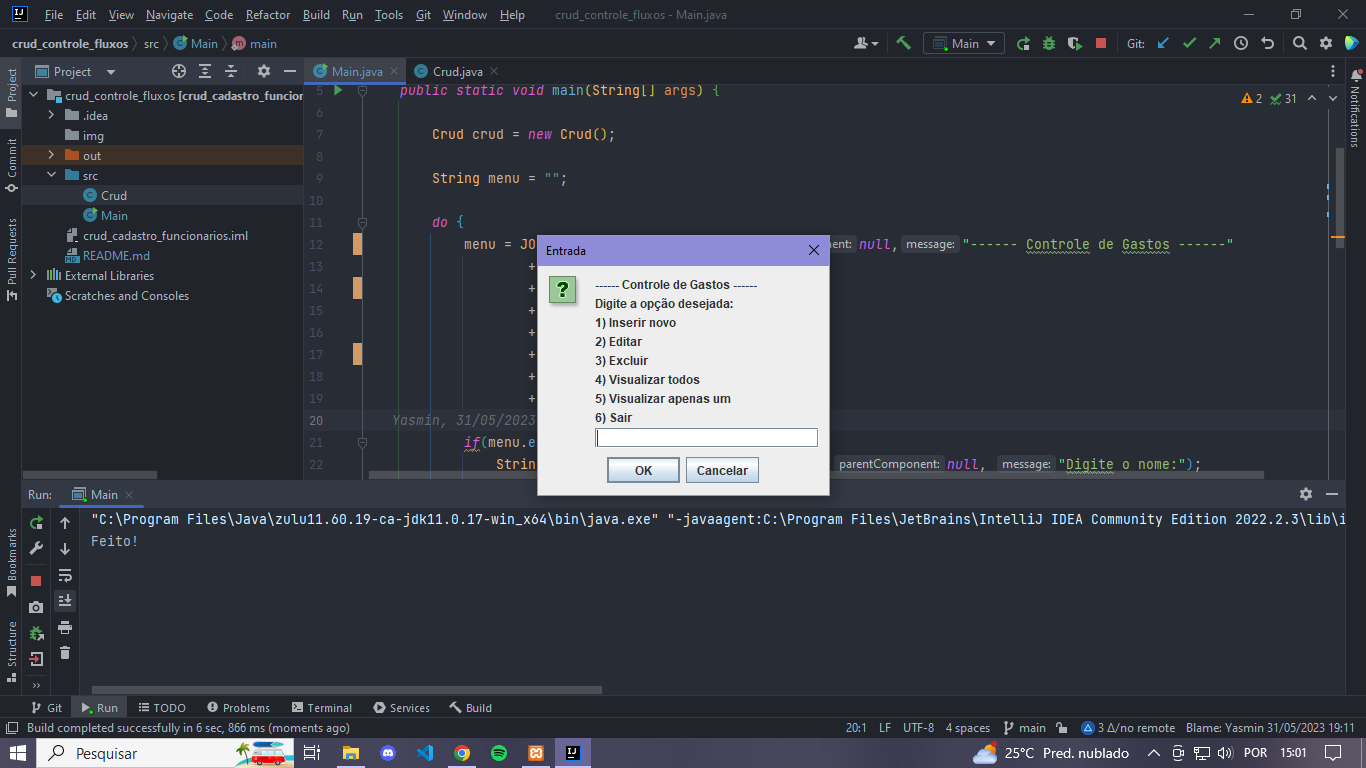 File Edit View Navigate Code Refactor Build Run Tools Git Window Help crud_controle_fluxos - Main.java
crud_controle_fluxos src Main main
Main Git:
Project
Main.java Crud.java
Project
Commit
Pull Requests
Bookmarks
Structure
Notifications
crud_controle_fluxos [crud_cadastro_funcior
.idea
img
out
src
Crud
Main
crud_cadastro_funcionarios.iml
README.md
External Libraries
Scratches and Consoles
2 31
5 public static void main(String[] args) {
6
7 Crud crud = new Crud();
8
9 String menu = "";
10
11 do {
12 menu = JO ment: null, message: "------ Controle de Gastos ------"
13 +
14 +
15 +
16 +
17 +
18 +
19 +
20 Yasmin, 31/05/2023
21 if(menu.e
22 String parentComponent: null, message: "Digite o nome:");
Entrada
------ Controle de Gastos ------
Digite a opção desejada:
1) Inserir novo
2) Editar
3) Excluir
4) Visualizar todos
5) Visualizar apenas um
6) Sair
OK Cancelar
Run: Main
"C:\Program Files\Java\zulu11.60.19-ca-jdk11.0.17-win_x64\bin\java.exe" "-javaagent:C:\Program Files\JetBrains\IntelliJ IDEA Community Edition 2022.2.3\lib\i
Feito!
Git Run TODO Problems Terminal Services Build
Build completed successfully in 6 sec, 866 ms (moments ago) 20:1 LF UTF-8 4 spaces main 3 Δ/no remote Blame: Yasmin 31/05/2023 19:11
Pesquisar 25°C Pred. nublado POR 15:01